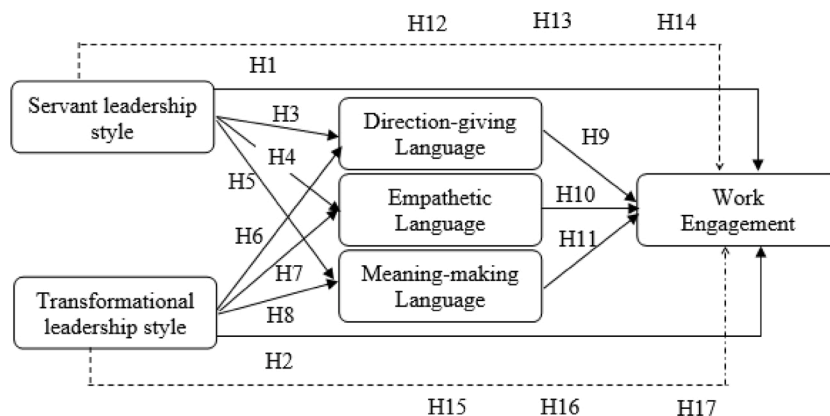 H12 H13 H14
H1
Servant leadership
style
H3
Direction-giving
Language
H9
H4
H5
Empathetic
Language
H10
Work
Engagement
H6
H7
H11
Meaning-making
Language
Transformational
leadership style
H8
H2
H15 H16 H17